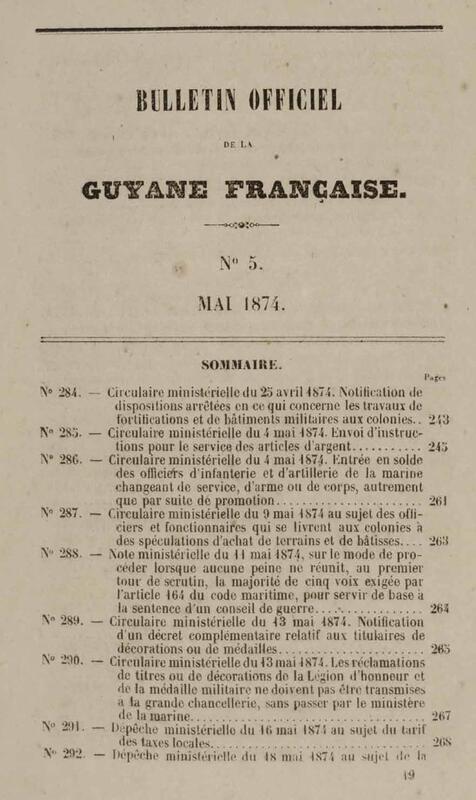 BULLETIN OFFICIEL
DE LA
GUYANE FRANÇAISE.
N° 5.
MAI 1874.
SOMMAIRE.
Pages
N° 284. — Circulaire ministérielle du 25 avril 1874. Notification de
dispositions arrêtées en ce qui concerne les travaux de
fortifications et de bâtiments militaires aux colonies.. 243
N° 285. — Circulaire ministérielle du 4 mai 1874. Envoi d'instruc-
tions pour le service des articles d'argent........... 245
N° 286. — Circulaire ministérielle du 4 mai 1874. Entrée en solde
des officiers d'infanterie et d'artillerie de la marine
changeant de service, d'arme ou de corps, autrement
que par suite de promotion...................... 261
N° 287. — Circulaire ministérielle du 9 mai 1874 au sujet des offi-
ciers et fonctionnaires qui se livrent aux colonies à
des spéculations d'achat de terrains et de bâtisses.... 263
N° 288. — Note ministérielle du 11 mai 1874, sur le mode de pro-
céder lorsque aucune peine ne réunit, au premier
tour de scrutin, la majorité de cinq voix exigée par
l'article 164 du code maritime, pour servir de base à
la sentence d'un conseil de guerre................. 264
N° 289. — Circulaire ministérielle du 13 mai 1874. Notification
d'un décret complémentaire relatif aux titulaires de
décorations ou de médailles...................... 265
N° 290. — Circulaire ministérielle du 13 mai 1874. Les réclamations
de titres ou de décorations de la Légion d'honneur et
de la médaille militaire ne doivent pas être transmises
à la grande chancellerie, sans passer par le ministère
de la marine.................................. 267
N° 291. — Dépêche ministérielle du 16 mai 1874 au sujet du tarif
des taxes locales............................... 268
N° 292. — Dépêche ministérielle du 18 mai 1874 au sujet de la
19